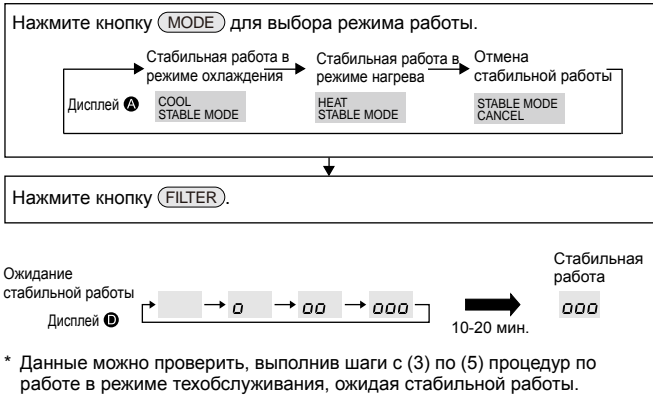 Нажмите кнопку MODE для выбора режима работы.
Стабильная работа в режиме охлаждения
Стабильная работа в режиме нагрева
Отмена стабильной работы
Дисплей A
COOL
STABLE MODE
HEAT
STABLE MODE
STABLE MODE
CANCEL
Нажмите кнопку FILTER.
Ожидание
стабильной работы
Дисплей D
0
00
000
10-20 мин.
Стабильная
работа
000
* Данные можно проверить, выполнив шаги с (3) по (5) процедур по
работе в режиме техобслуживания, ожидая стабильной работы.